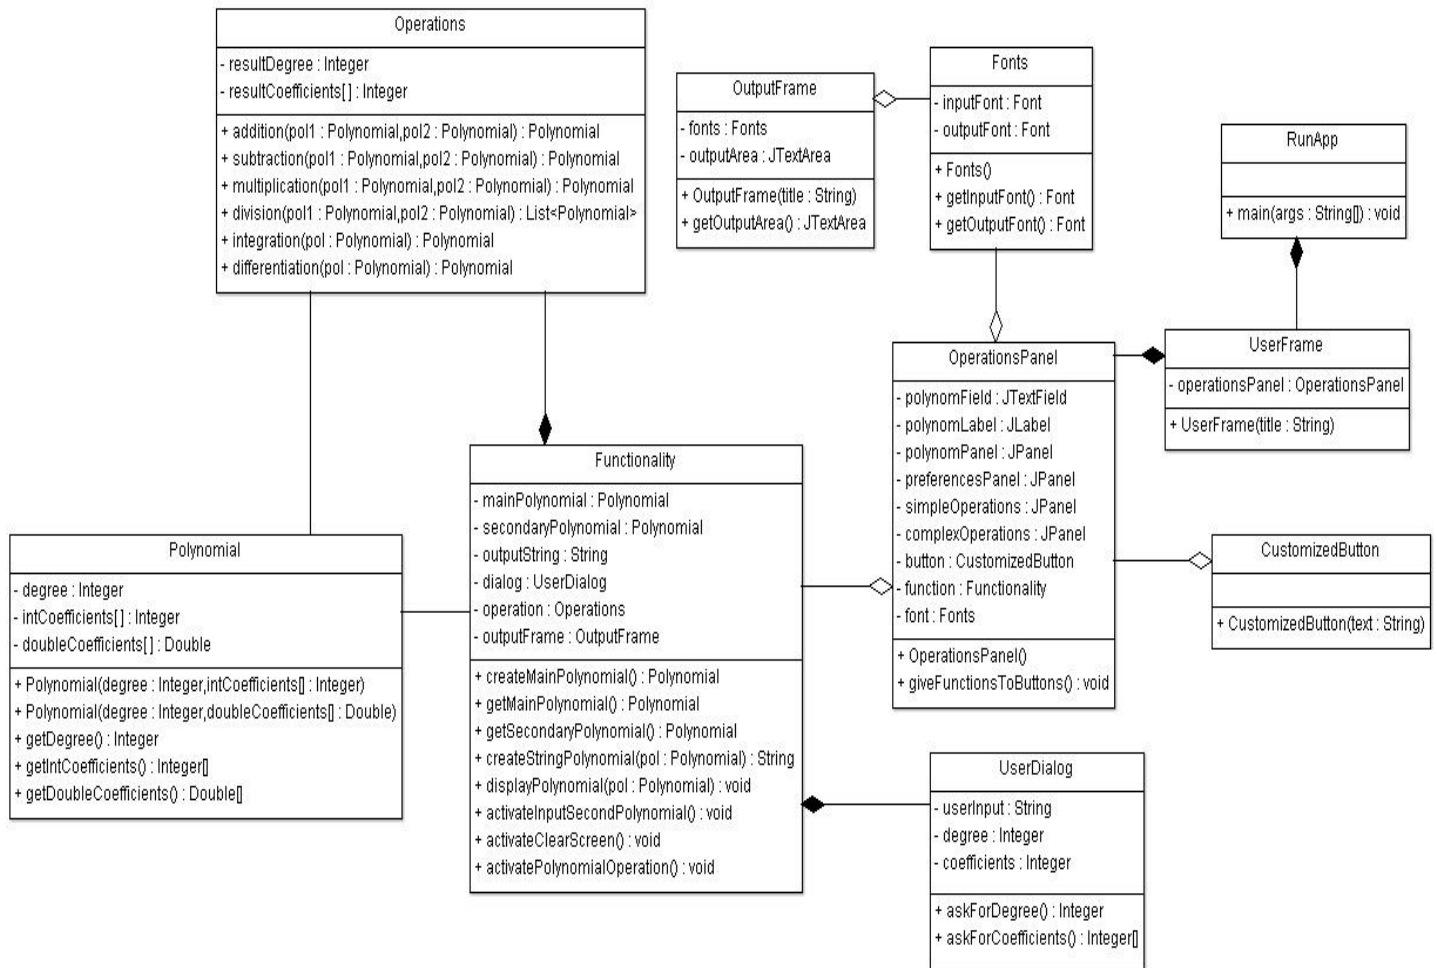 Operations
- resultDegree : Integer
- resultCoefficients[] : Integer
+ addition(pol1 : Polynomial,pol2 : Polynomial) : Polynomial
+ subtraction(pol1 : Polynomial,pol2 : Polynomial) : Polynomial
+ multiplication(pol1 : Polynomial,pol2 : Polynomial) : Polynomial
+ division(pol1 : Polynomial,pol2 : Polynomial) : List<Polynomial>
+ integration(pol : Polynomial) : Polynomial
+ differentiation(pol : Polynomial) : Polynomial
OutputFrame
- fonts : Fonts
- outputArea : JTextArea
+ OutputFrame(title : String)
+ getOutputArea() : JTextArea
Fonts
- inputFont : Font
- outputFont : Font
+ Fonts()
+ getInputFont() : Font
+ getOutputFont() : Font
RunApp
+ main(args : String[]) : void
UserFrame
- operationsPanel : OperationsPanel
+ UserFrame(title : String)
OperationsPanel
- polynomField : JTextField
- polynomLabel : JLabel
- polynomPanel : JPanel
- preferencesPanel : JPanel
- simpleOperations : JPanel
- complexOperations : JPanel
- button : CustomizedButton
- function : Functionality
- font : Fonts
+ OperationsPanel()
+ giveFunctionsToButtons() : void
CustomizedButton
+ CustomizedButton(text : String)
Functionality
- mainPolynomial : Polynomial
- secondaryPolynomial : Polynomial
- outputString : String
- dialog : UserDialog
- operation : Operations
- outputFrame : OutputFrame
+ createMainPolynomial() : Polynomial
+ getMainPolynomial() : Polynomial
+ getSecondaryPolynomial() : Polynomial
+ createStringPolynomial(pol : Polynomial) : String
+ displayPolynomial(pol : Polynomial) : void
+ activateInputSecondPolynomial() : void
+ activateClearScreen() : void
+ activatePolynomialOperation() : void
Polynomial
- degree : Integer
- intCoefficients[] : Integer
- doubleCoefficients[] : Double
+ Polynomial(degree : Integer,intCoefficients[] : Integer)
+ Polynomial(degree : Integer,doubleCoefficients[] : Double)
+ getDegree() : Integer
+ getIntCoefficients() : Integer[]
+ getDoubleCoefficients() : Double[]
UserDialog
- userInput : String
- degree : Integer
- coefficients : Integer
+ askForDegree() : Integer
+ askForCoefficients() : Integer[]